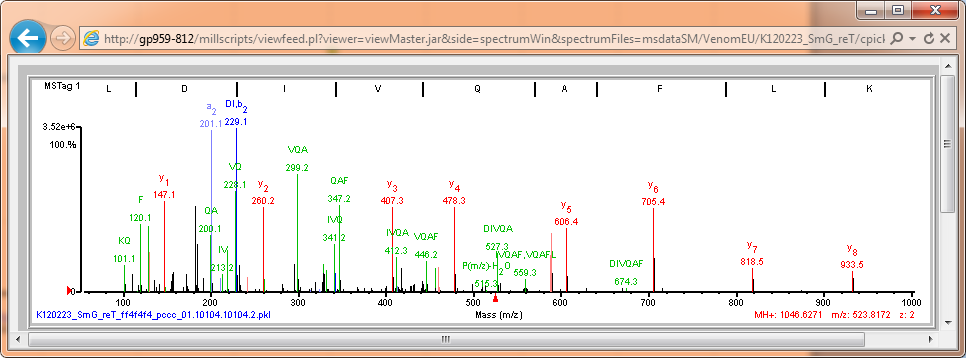 http://gp959-812/millscripts/viewfeed.pl?viewer=viewMaster.jar&side=spectrumWin&spectrumFiles=msdataSM/VenomEU/K120223_SmG_reT/cpick
MSTag 1
L D I V Q A F L K
3.52e+6
100.%
a2
201.1
DI,b2
229.1
VQ
228.1
VQA
299.2
y1
147.1
y2
260.2
QAF
347.2
y3
407.3
y4
478.3
y6
705.4
F
120.1
QA
200.1
IVQ
341.2
IVQA
412.3
VQAF
446.2
DIVQA
527.3
y5
606.4
KQ
101.1
IV
213.2
P(m/z)-H2O
515.3
IVQAF,VQAFL
559.3
DIVQAF
674.3
y7
818.5
y8
933.5
0
100 200 300 400 500 600 700 800 900 1000
K120223_SmG_reT_ff4f4f4_pccc_01.10104.10104.2.pkl
Mass (m/z)
MH+: 1046.6271 m/z: 523.8172 z: 2